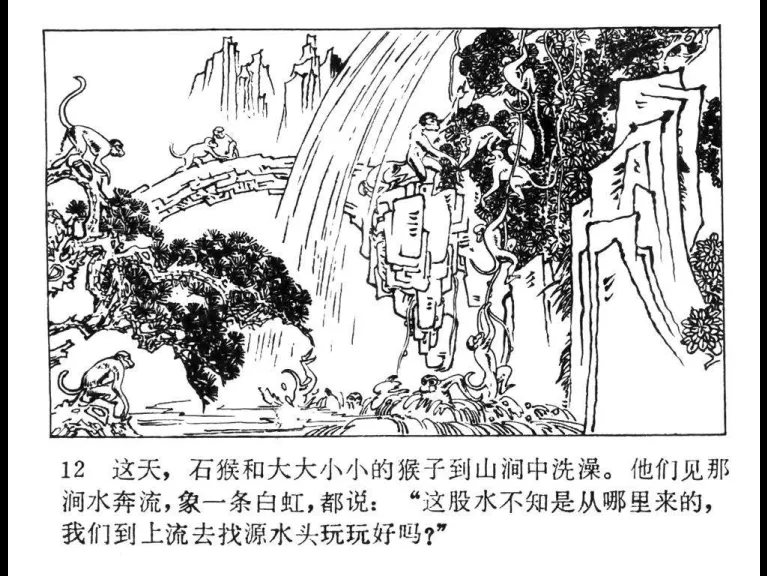 12 这天，石猴和大大小小的猴子到山涧中洗澡。他们见那
涧水奔流，象一条白虹，都说：“这股水不知是从哪里来的，
我们到上流去找源水头玩玩好吗？”